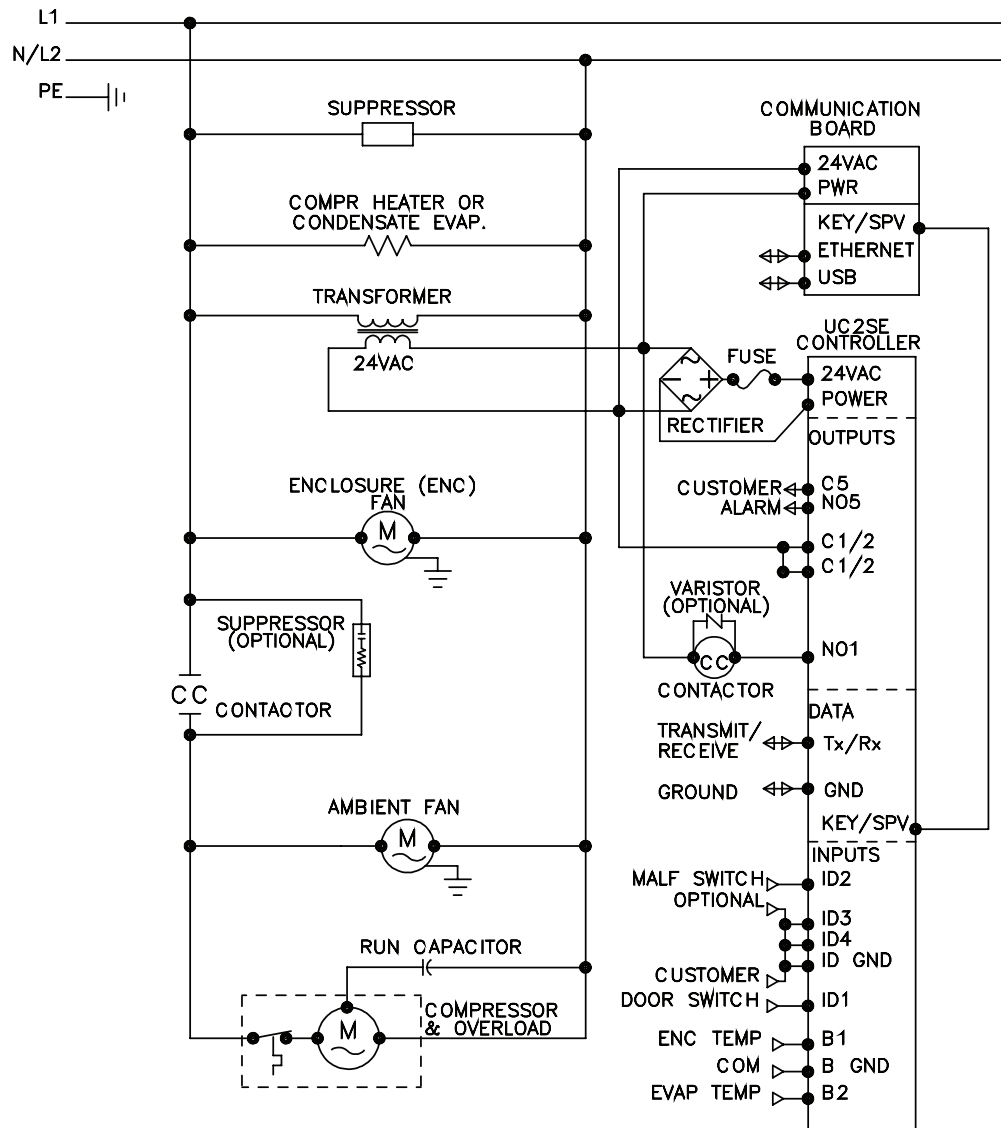 L1
N/L2
PE
SUPPRESSOR
COMPR HEATER OR
CONDENSATE EVAP.
TRANSFORMER
24VAC
ENCLOSURE (ENC)
FAN
M
SUPPRESSOR
(OPTIONAL)
CC
CONTACTOR
AMBIENT FAN
M
RUN CAPACITOR
COMPRESSOR
& OVERLOAD
M
COMMUNICATION
BOARD
24VAC
PWR
KEY/SPV
ETHERNET
USB
UC2SE
CONTROLLER
FUSE
24VAC
POWER
~
- +
~
RECTIFIER
OUTPUTS
CUSTOMER
ALARM
C5
NO5
C1/2
C1/2
VARISTOR
(OPTIONAL)
CC
CONTACTOR
NO1
DATA
TRANSMIT/
RECEIVE
Tx/Rx
GROUND
GND
KEY/SPV
INPUTS
MALF SWITCH
ID2
OPTIONAL
ID3
ID4
ID GND
CUSTOMER
DOOR SWITCH
ID1
ENC TEMP
B1
COM
B GND
EVAP TEMP
B2